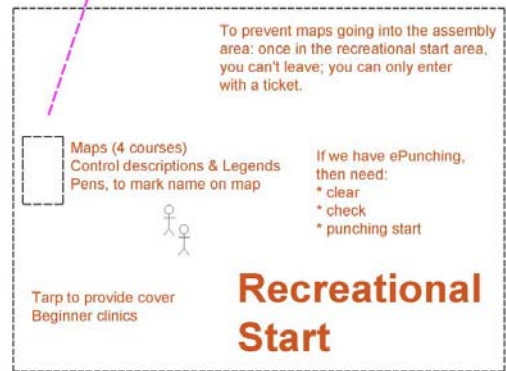 To prevent maps going into the assembly
area: once in the recreational start area,
you can't leave; you can only enter
with a ticket.
Maps (4 courses)
Control descriptions & Legends
Pens, to mark name on map
If we have ePunching,
then need:
* clear
* check
* punching start
Tarp to provide cover
Beginner clinics
Recreational
Start